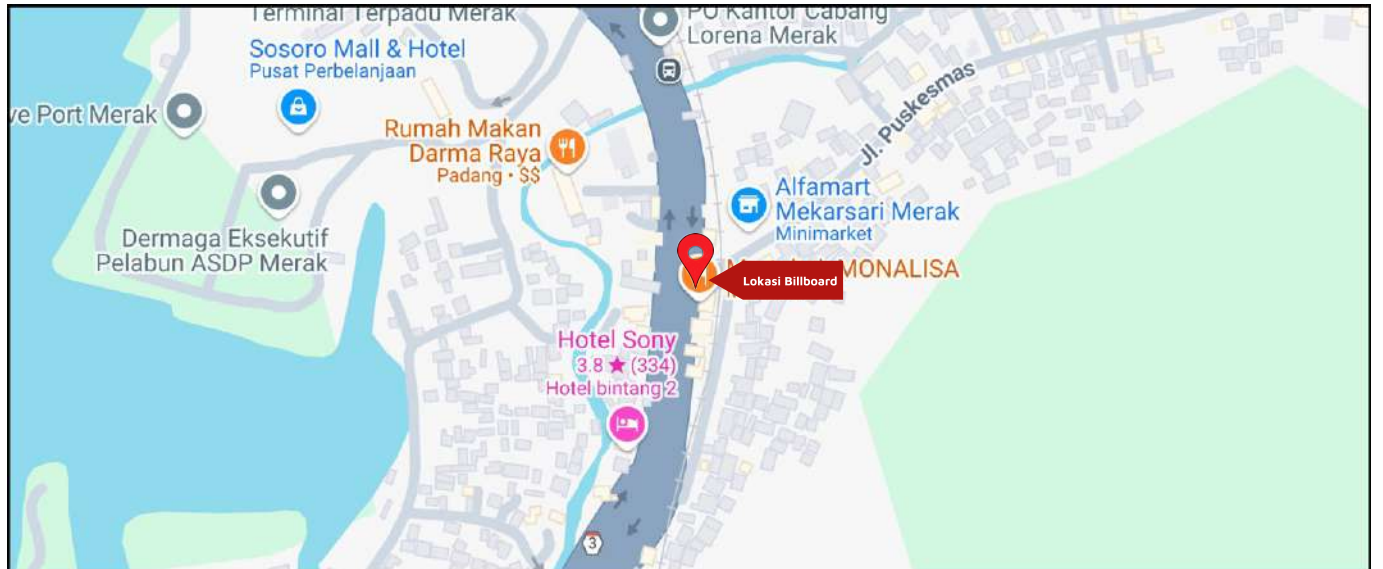 Terminal Terpadu Merak
PO Kantor Cabang
Lorena Merak
Sosoro Mall & Hotel
Pusat Perbelanjaan
ve Port Merak
Rumah Makan
Darma Raya
Padang • $$
Jl. Puskesmas
Alfamart
Mekarsari Merak
Minimarket
Dermaga Eksekutif
Pelabun ASDP Merak
MONALISA
Lokasi Billboard
Hotel Sony
3.8 ★ (334)
Hotel bintang 2
3